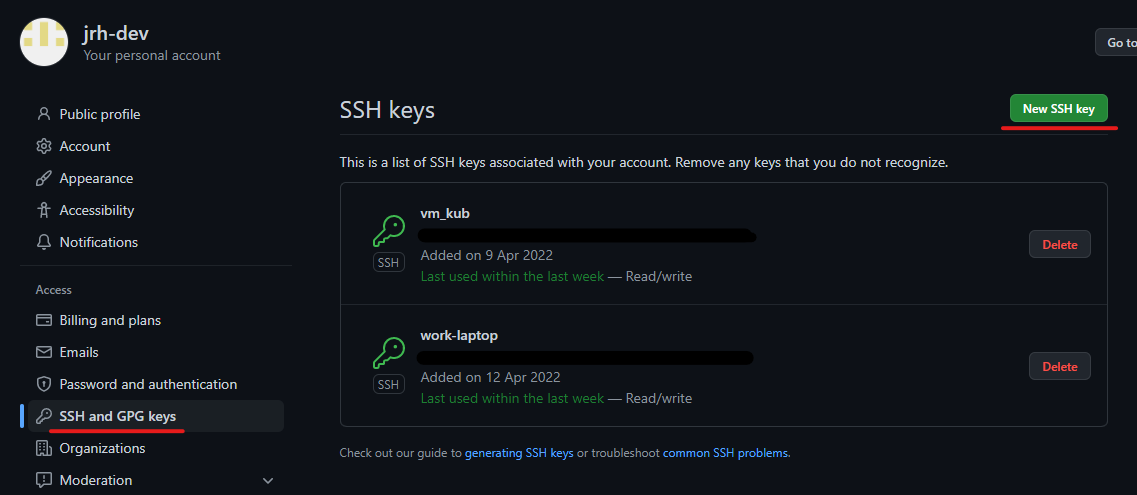 jrh-dev
Your personal account
Go to
Public profile
Account
Appearance
Accessibility
Notifications
Access
Billing and plans
Emails
Password and authentication
SSH and GPG keys
Organizations
Moderation
SSH keys
New SSH key
This is a list of SSH keys associated with your account. Remove any keys that you do not recognize.
vm_kub
SSH
Added on 9 Apr 2022
Last used within the last week — Read/write
Delete
work-laptop
SSH
Added on 12 Apr 2022
Last used within the last week — Read/write
Delete
Check out our guide to generating SSH keys or troubleshoot common SSH problems.